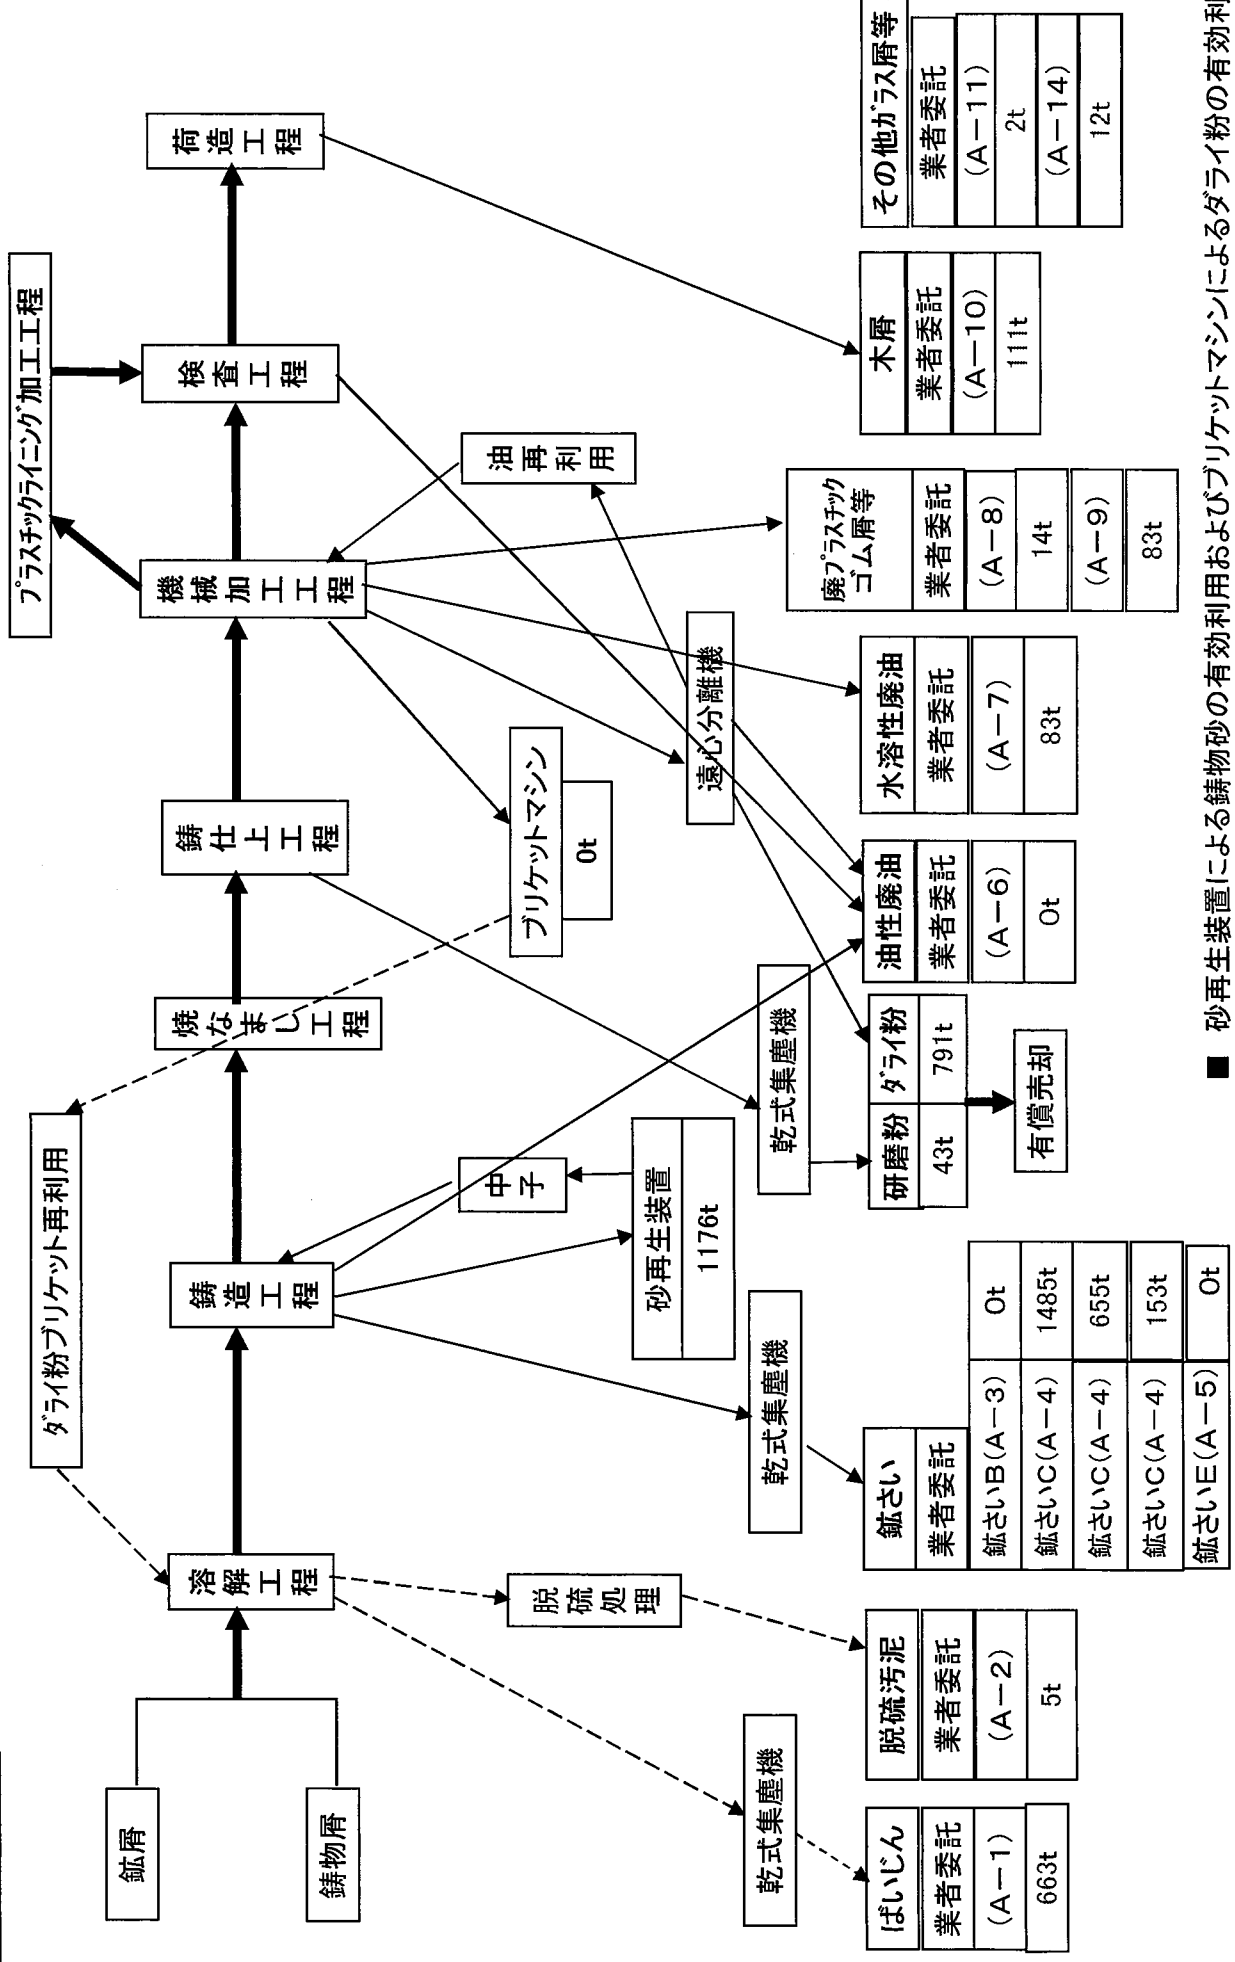 鉱屑
鋳物屑
溶解工程
鋳造工程
焼なまし工程
鋳仕上工程
機械加工工程
検査工程
荷造工程
プラスチックライニング加工工程
ダライ粉ブリケット再利用
脱硫処理
中子
砂再生装置
1176t
ブリケットマシン
0t
油再利用
遠心分離機
乾式集塵機
乾式集塵機
乾式集塵機
ばいじん
業者委託
(A-1)
663t
脱硫汚泥
業者委託
(A-2)
5t
鉱さい
業者委託
鉱さいB(A-3) 0t
鉱さいC(A-4) 1485t
鉱さいC(A-4) 655t
鉱さいC(A-4) 153t
鉱さいE(A-5) 0t
研磨粉 ダライ粉
43t 791t
有償売却
油性廃油
業者委託
(A-6)
0t
水溶性廃油
業者委託
(A-7)
83t
廃プラスチック
ゴム屑等
業者委託
(A-8)
14t
(A-9)
83t
木屑
業者委託
(A-10)
111t
その他ガラス屑等
業者委託
(A-11)
2t
(A-14)
12t
■ 砂再生装置による鋳物砂の有効利用およびブリケットマシンによるダライ粉の有効利